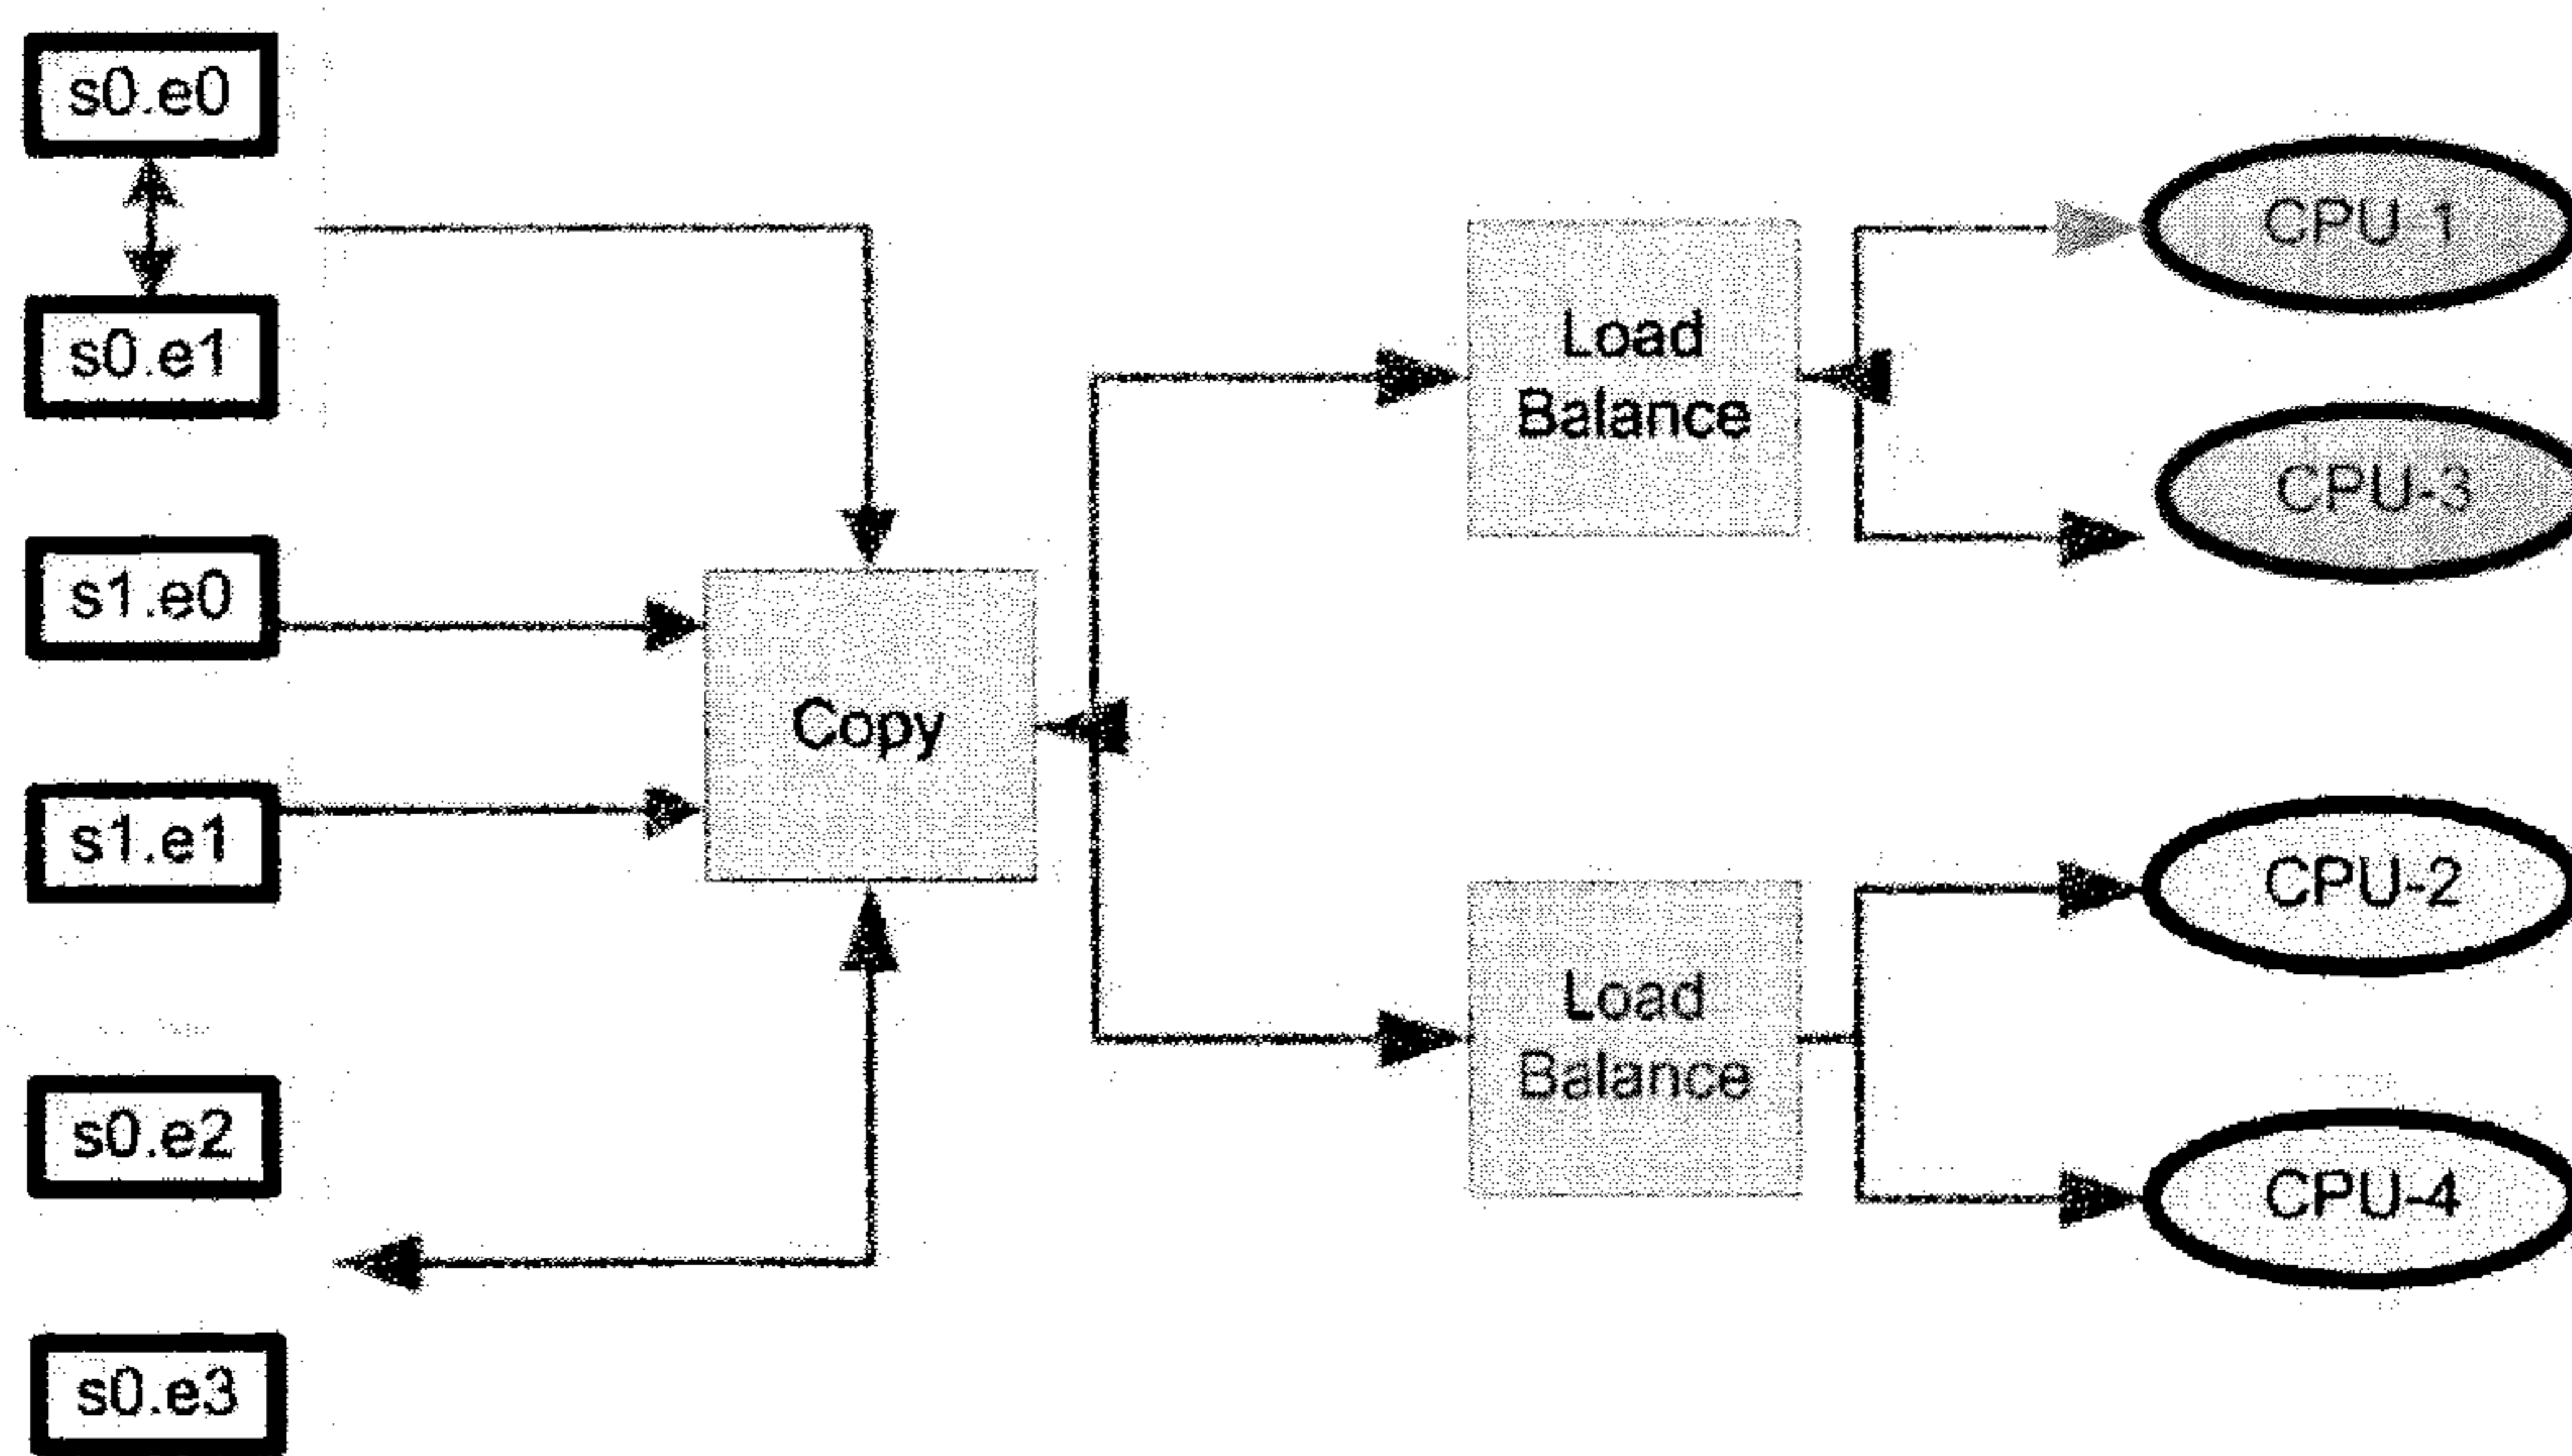 s0.e0
s0.e1
s1.e0
s1.e1
s0.e2
s0.e3
Copy
Load
Balance
Load
Balance
CPU-1
CPU-3
CPU-2
CPU-4